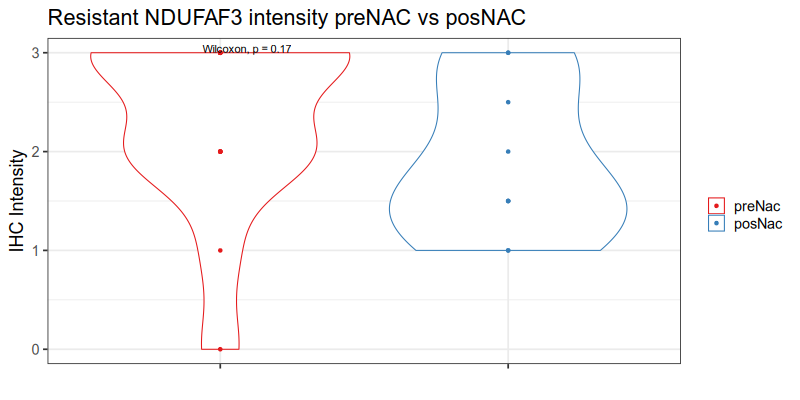 Resistant NDUFAF3 intensity preNAC vs posNAC
Wilcoxon, p = 0.17
3
2
1
0
IHC Intensity
preNac
posNac